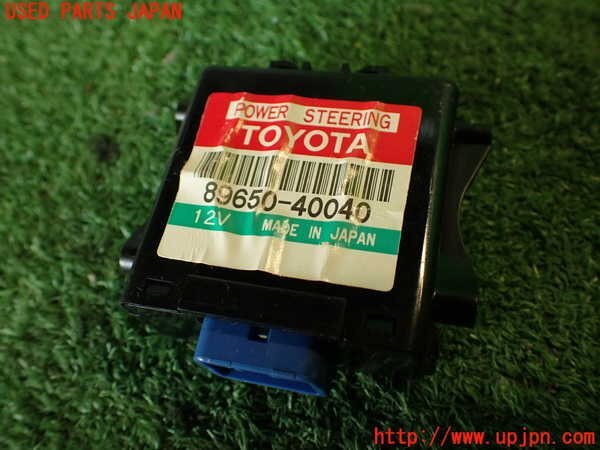 USED PARTS JAPAN
POWER STEERING
TOYOTA
89650-40040
12V MADE IN JAPAN
http://www.upjpn.com/